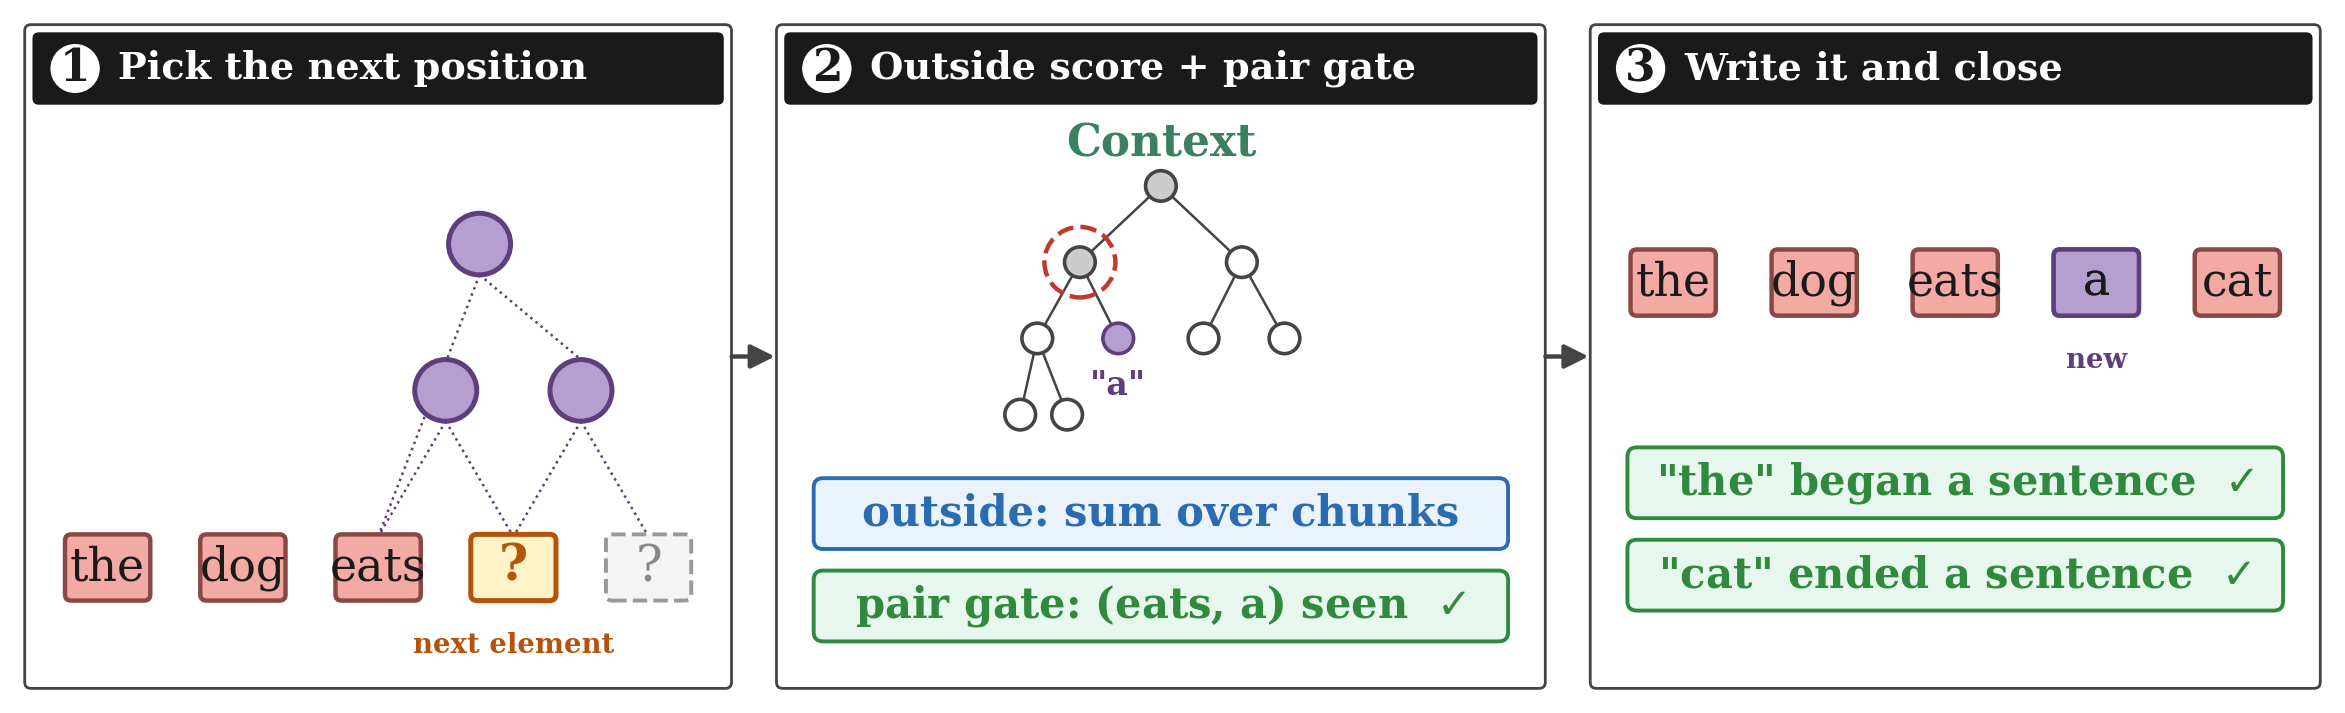 1 Pick the next position
the dog eats ? ?
next element
2 Outside score + pair gate
Context
"a"
outside: sum over chunks
pair gate: (eats, a) seen ✓
3 Write it and close
the dog eats a cat
new
"the" began a sentence ✓
"cat" ended a sentence ✓